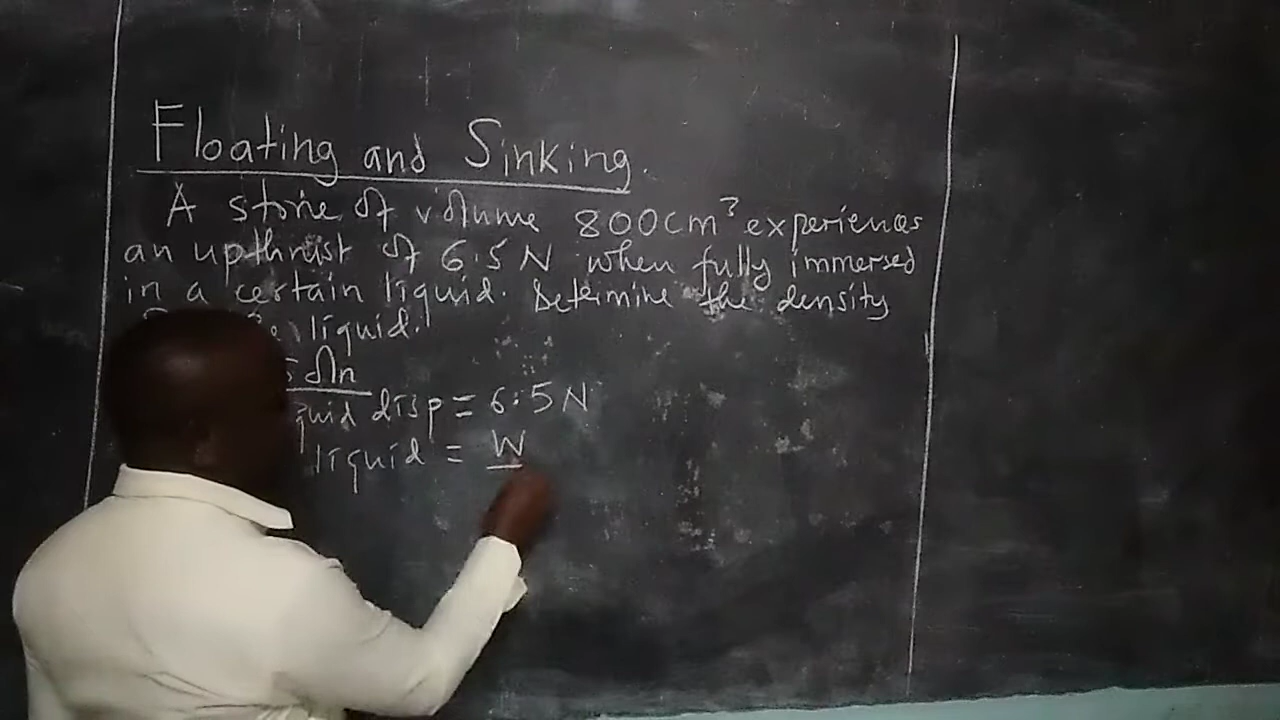 Floating and Sinking.
A stone of volume 800cm³ experiences
an upthrust of 6.5N when fully immersed
in a certain liquid. Determine the density
liquid.
Soln
disp = 6.5N
liquid = W